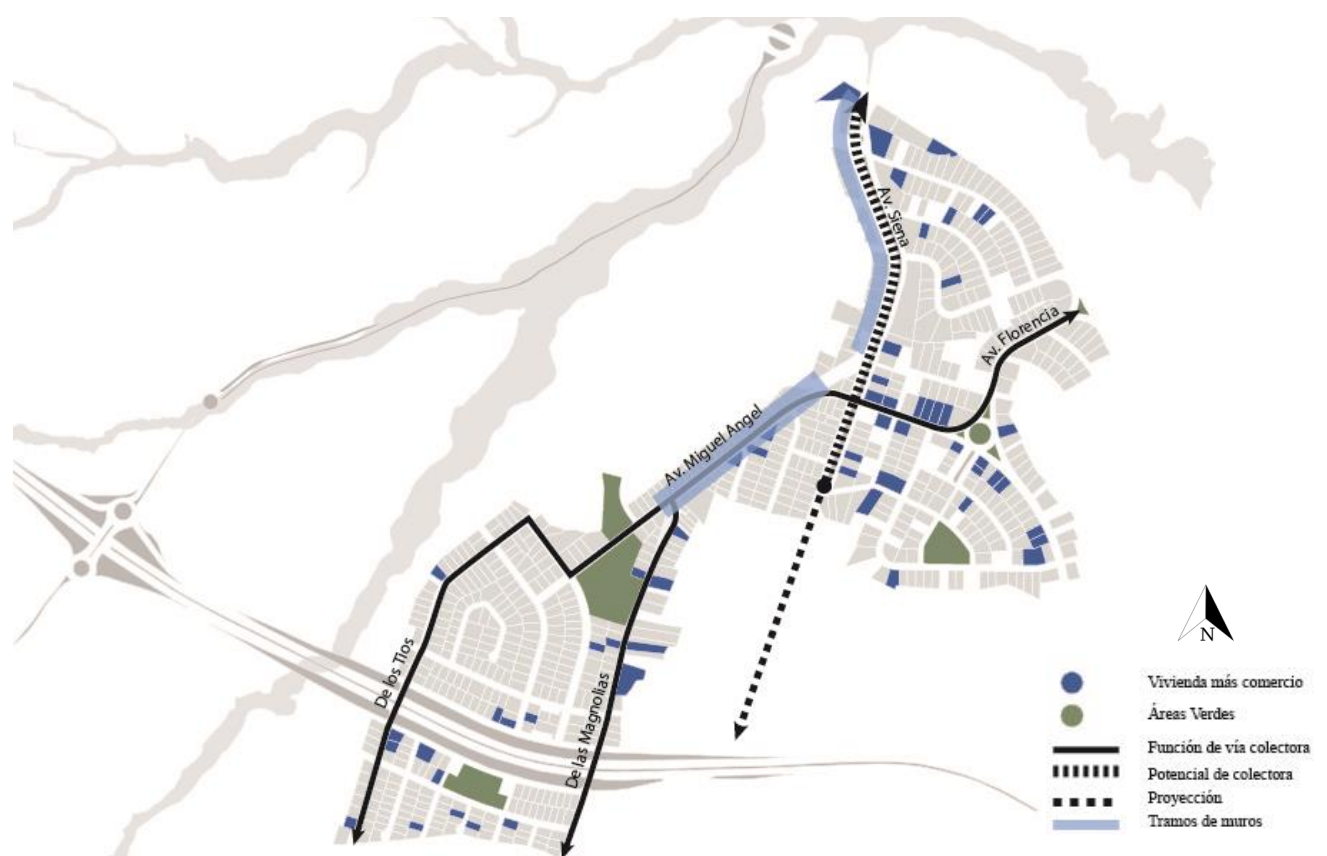 Av. Siena
Av. Florencia
Av. Miguel Angel
De los Tios
De las Magnolias
N
Vivienda más comercio
Áreas Verdes
Función de vía colectora
Potencial de colectora
Proyección
Tramos de muros